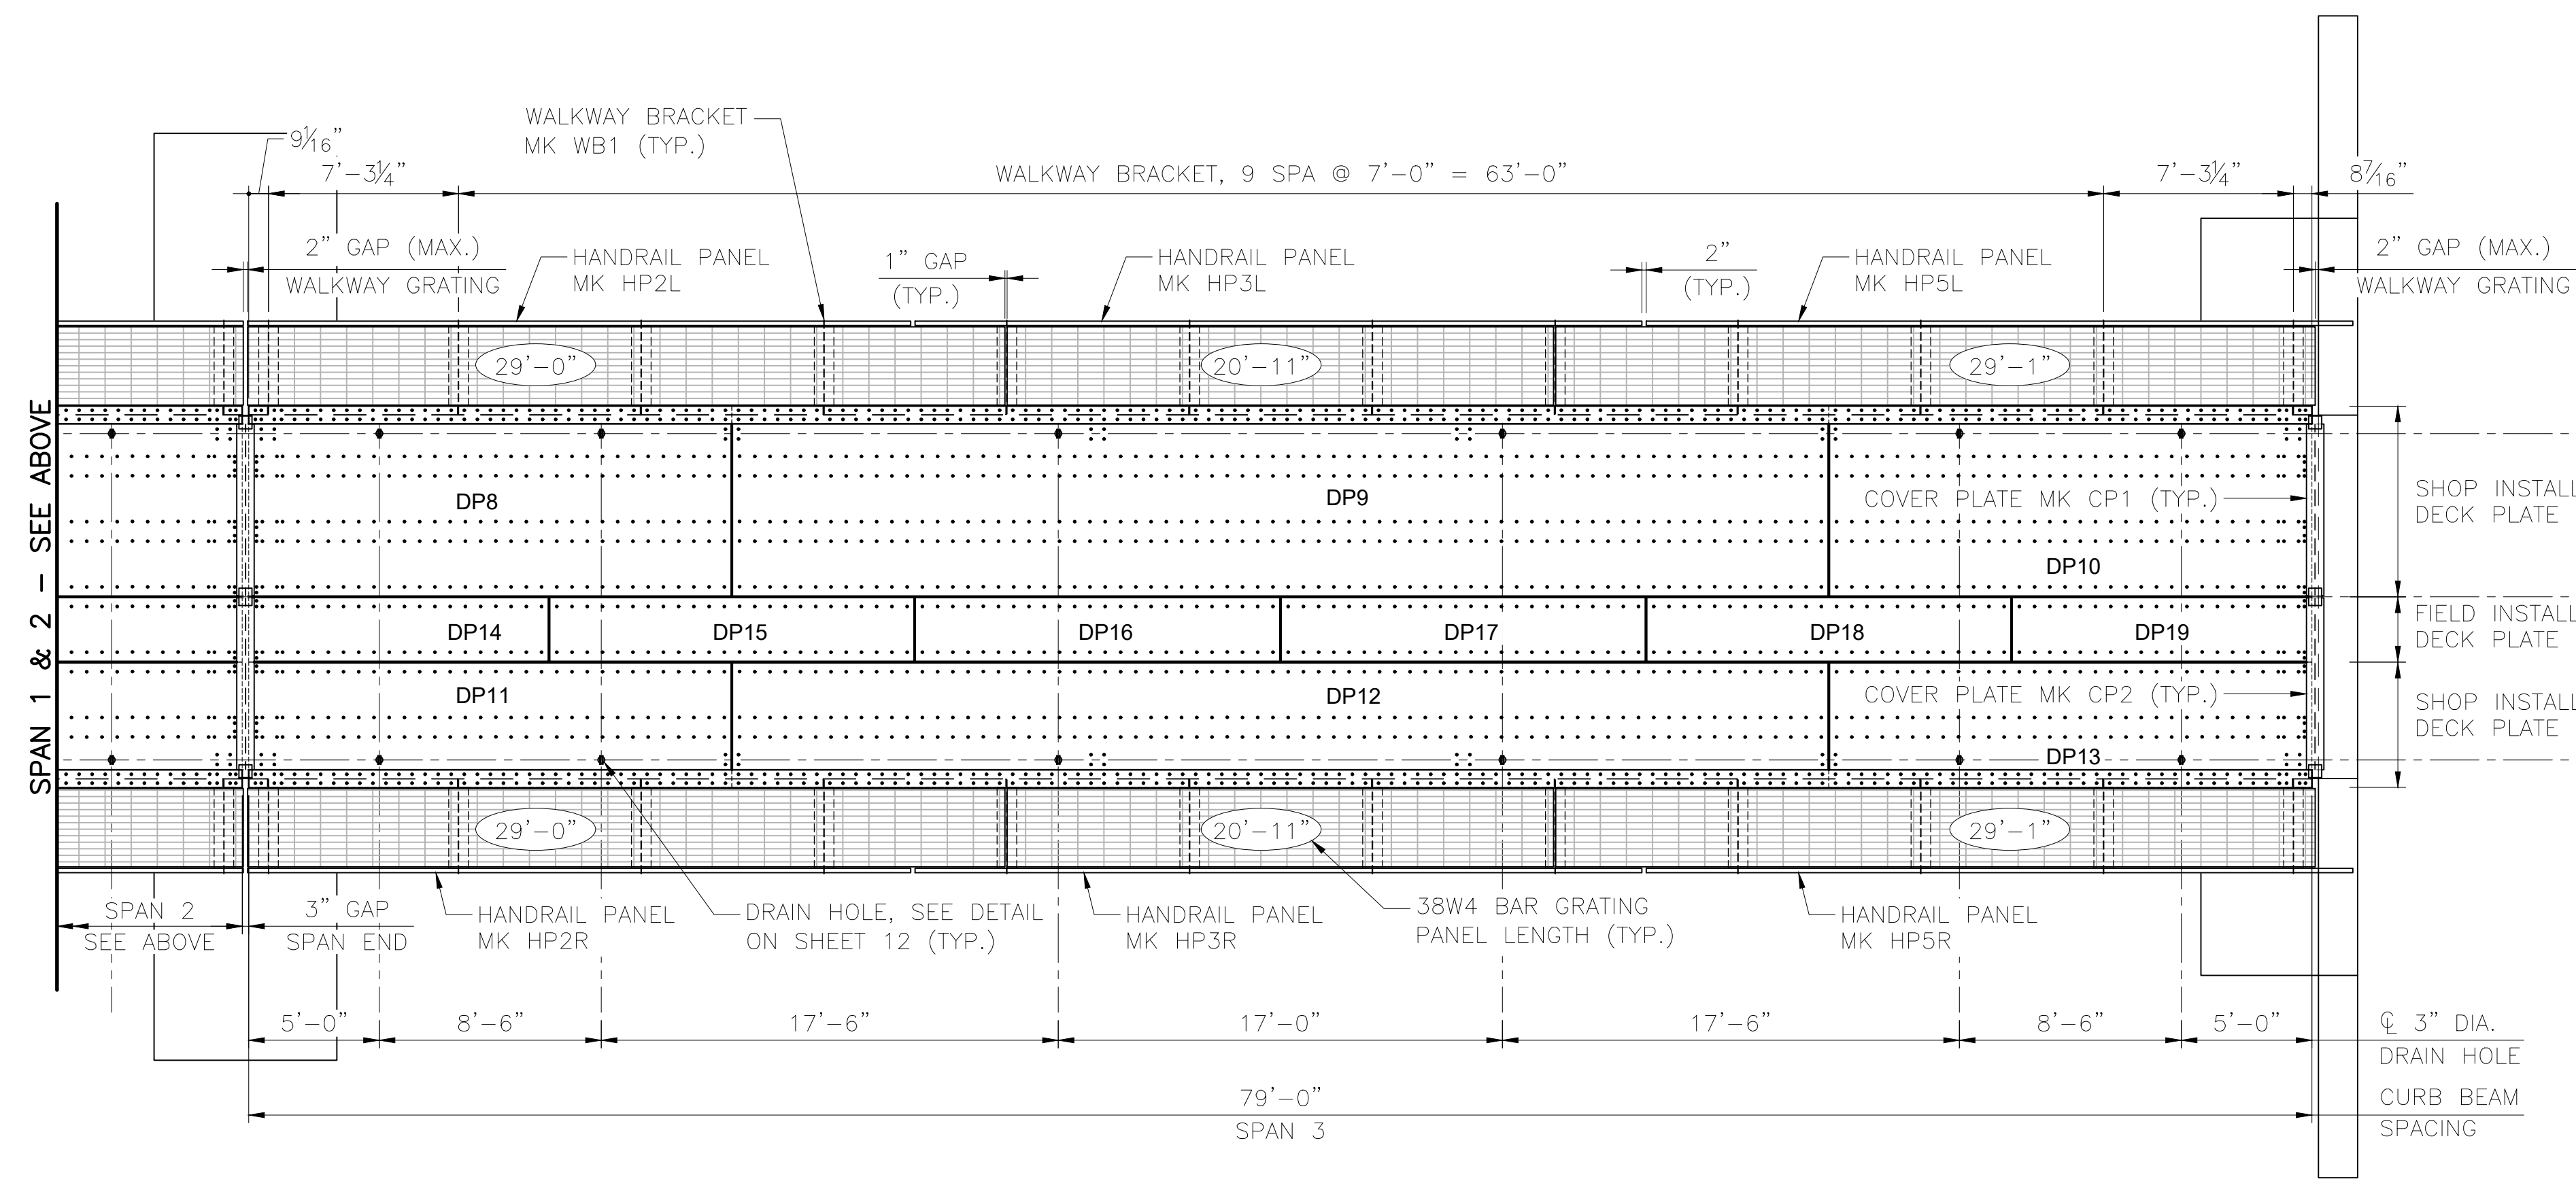 WALKWAY BRACKET
MK WB1 (TYP.)
9 1/16"
7'-3 1/4"
WALKWAY BRACKET, 9 SPA @ 7'-0" = 63'-0"
7'-3 1/4"
8 7/16"
2" GAP (MAX.)
WALKWAY GRATING
HANDRAIL PANEL
MK HP2L
1" GAP
(TYP.)
HANDRAIL PANEL
MK HP3L
2"
(TYP.)
HANDRAIL PANEL
MK HP5L
2" GAP (MAX.)
WALKWAY GRATING
29'-0"
20'-11"
29'-1"
SPAN 1 & 2 - SEE ABOVE
DP8
DP9
COVER PLATE MK CP1 (TYP.)
DP10
SHOP INSTALL
DECK PLATE
DP14
DP15
DP16
DP17
DP18
DP19
FIELD INSTALL
DECK PLATE
DP11
DP12
COVER PLATE MK CP2 (TYP.)
DP13
SHOP INSTALL
DECK PLATE
29'-0"
20'-11"
29'-1"
SPAN 2
SEE ABOVE
3" GAP
SPAN END
HANDRAIL PANEL
MK HP2R
DRAIN HOLE, SEE DETAIL
ON SHEET 12 (TYP.)
HANDRAIL PANEL
MK HP3R
38W4 BAR GRATING
PANEL LENGTH (TYP.)
HANDRAIL PANEL
MK HP5R
5'-0"
8'-6"
17'-6"
17'-0"
17'-6"
8'-6"
5'-0"
℄ 3" DIA.
DRAIN HOLE
79'-0"
SPAN 3
CURB BEAM
SPACING